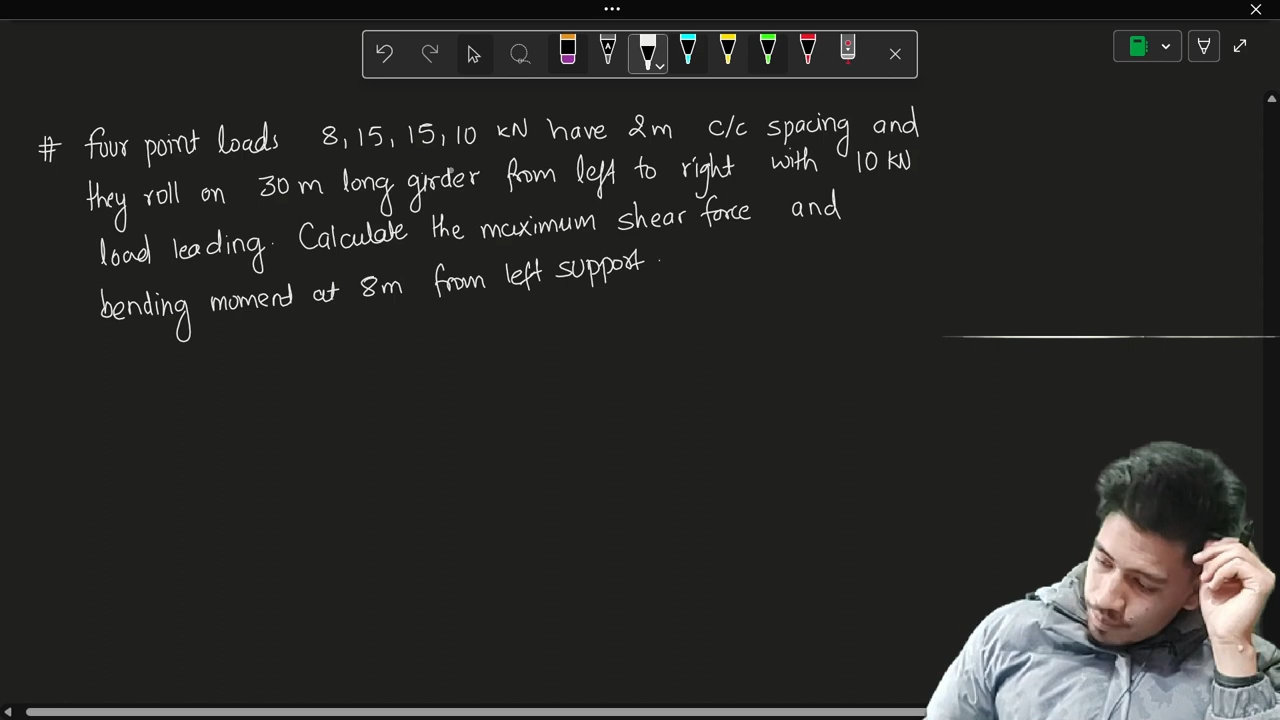 # four point loads 8, 15, 15, 10 kN have 2m c/c spacing and
they roll on 30 m long girder from left to right with 10 kN
load leading. Calculate the maximum shear force and
bending moment at 8m from left support.